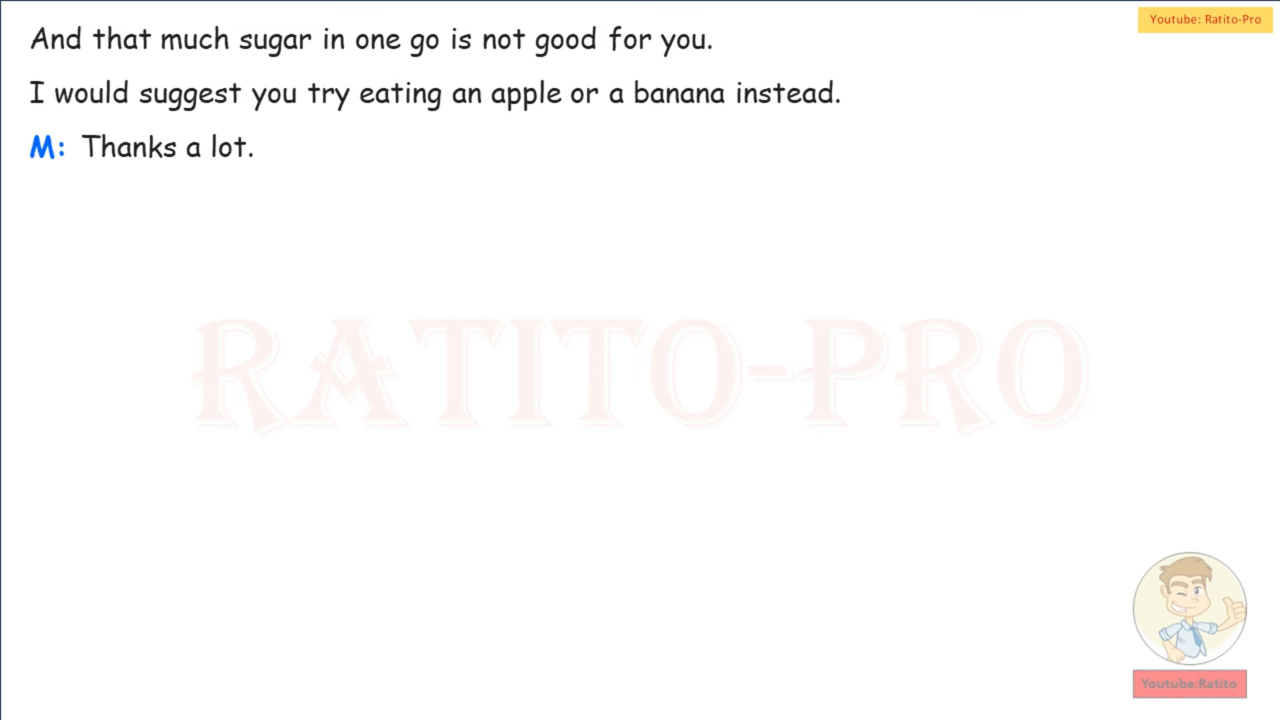 Youtube: Ratito-Pro
And that much sugar in one go is not good for you.
I would suggest you try eating an apple or a banana instead.
M: Thanks a lot.
RATITO-PRO
Youtube:Ratito